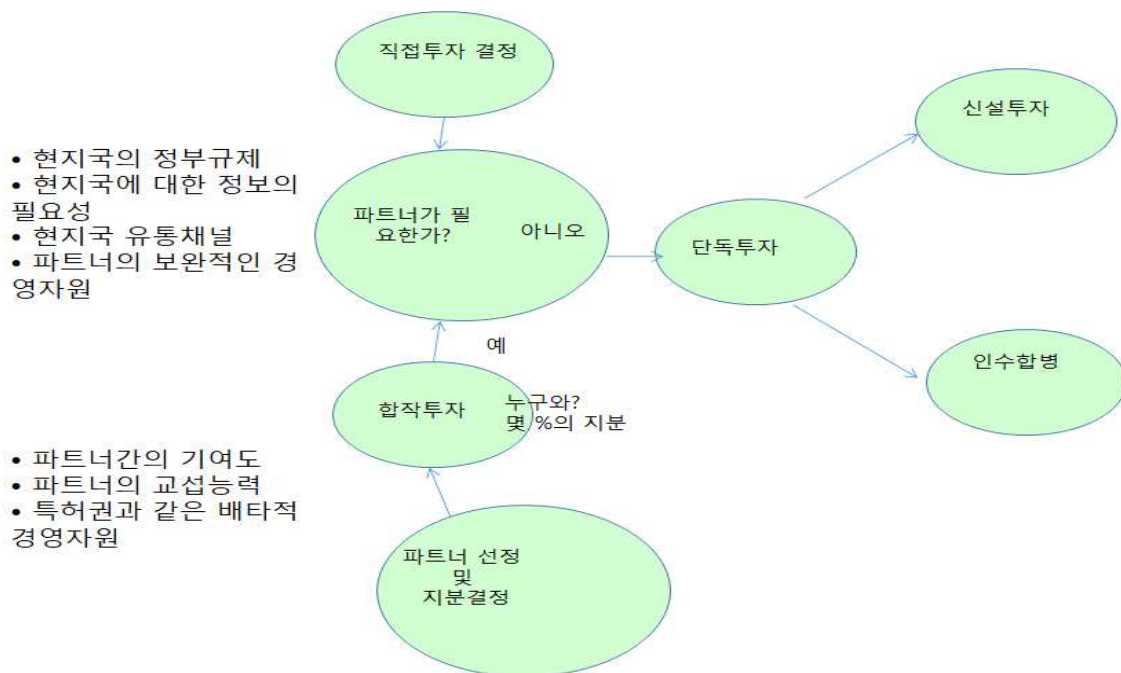 직접투자 결정
신설투자
• 현지국의 정부규제
• 현지국에 대한 정보의
필요성
• 현지국 유통채널
• 파트너의 보완적인 경
영자원
파트너가 필
요한가?
아니오
단독투자
인수합병
예
합작투자
누구와?
몇 %의 지분
• 파트너간의 기여도
• 파트너의 교섭능력
• 특허권과 같은 배타적
경영자원
파트너 선정
및
지분결정